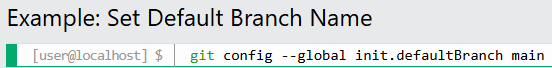 Example: Set Default Branch Name
[user@localhost] $ git config --global init.defaultBranch main